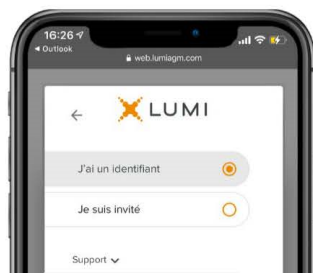 16:26
Outlook
web.lumiagm.com
LUMI
J'ai un identifiant
Je suis invité
Support